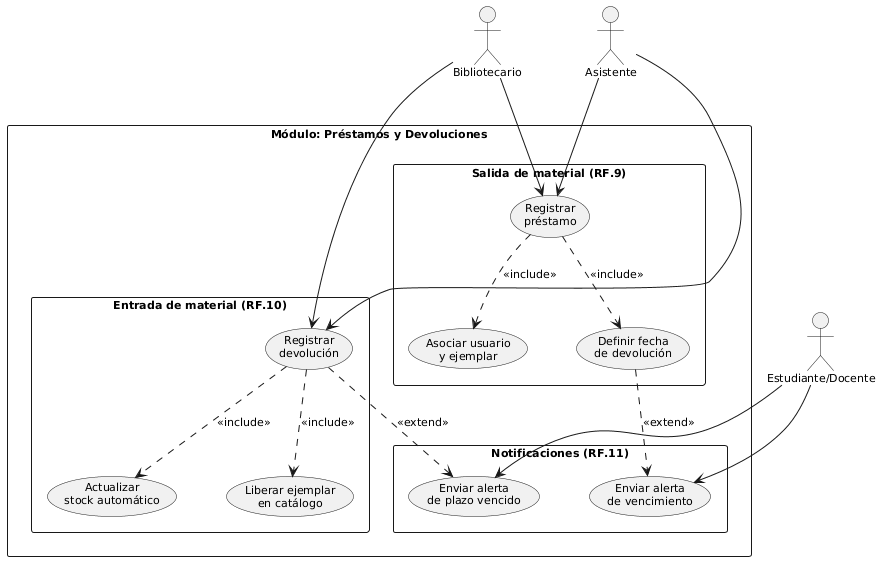 Bibliotecario
Asistente
Módulo: Préstamos y Devoluciones
Salida de material (RF.9)
Registrar
préstamo
«include»
«include»
Entrada de material (RF.10)
Registrar
devolución
Asociar usuario
y ejemplar
Definir fecha
de devolución
Estudiante/Docente
«include»
«include»
«extend»
«extend»
Notificaciones (RF.11)
Actualizar
stock automático
Liberar ejemplar
en catálogo
Enviar alerta
de plazo vencido
Enviar alerta
de vencimiento